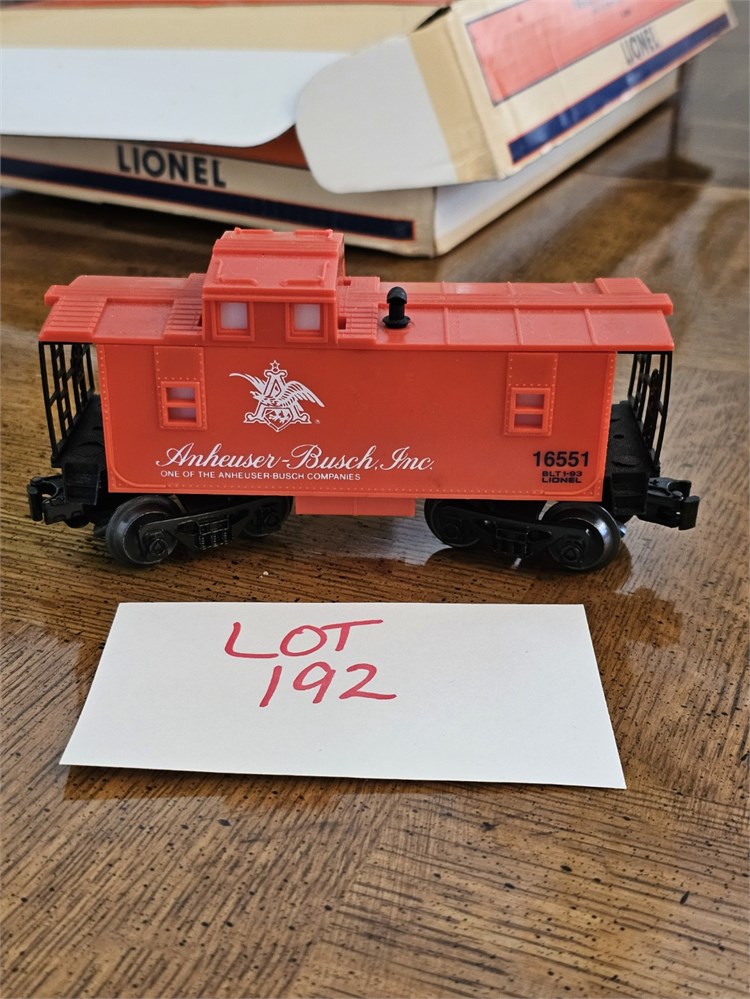 LIONEL
LIONEL
A
Anheuser-Busch, Inc.
ONE OF THE ANHEUSER-BUSCH COMPANIES
16551
BLT 1-93
LIONEL
LOT
192